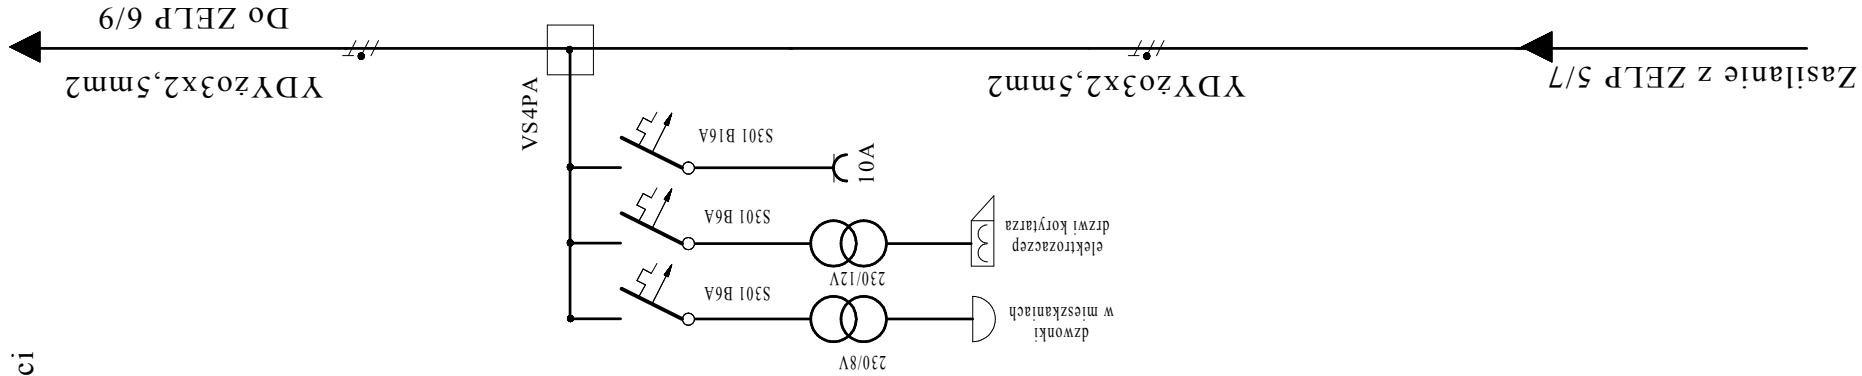 Zasilanie z ZELP 5/7
YDYżo3x2,5mm2
YDYżo3x2,5mm2
Do ZELP 6/9
VS4PA
dzwonki
w mieszkaniach
230/8V
S301 B6A
elektrozaczep
drzwi korytarza
230/12V
S301 B6A
10A
S301 B16A
ci